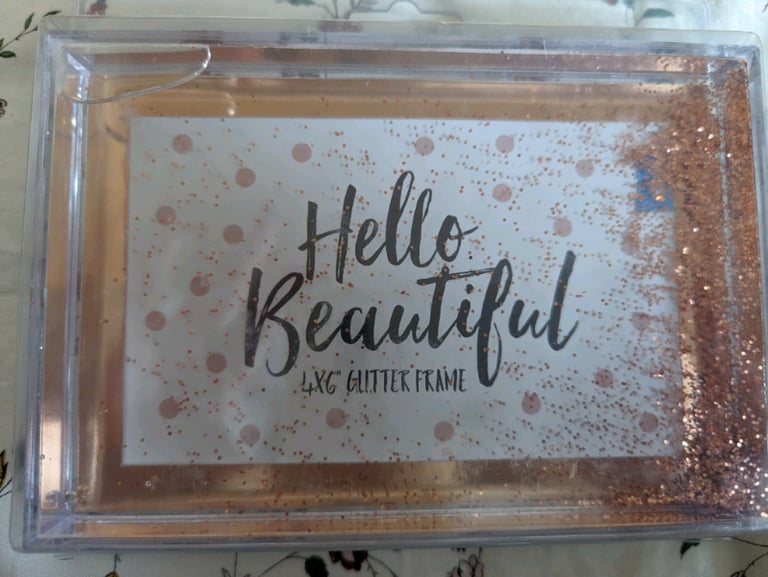 Hello
Beautiful
4X6" GLITTER FRAME